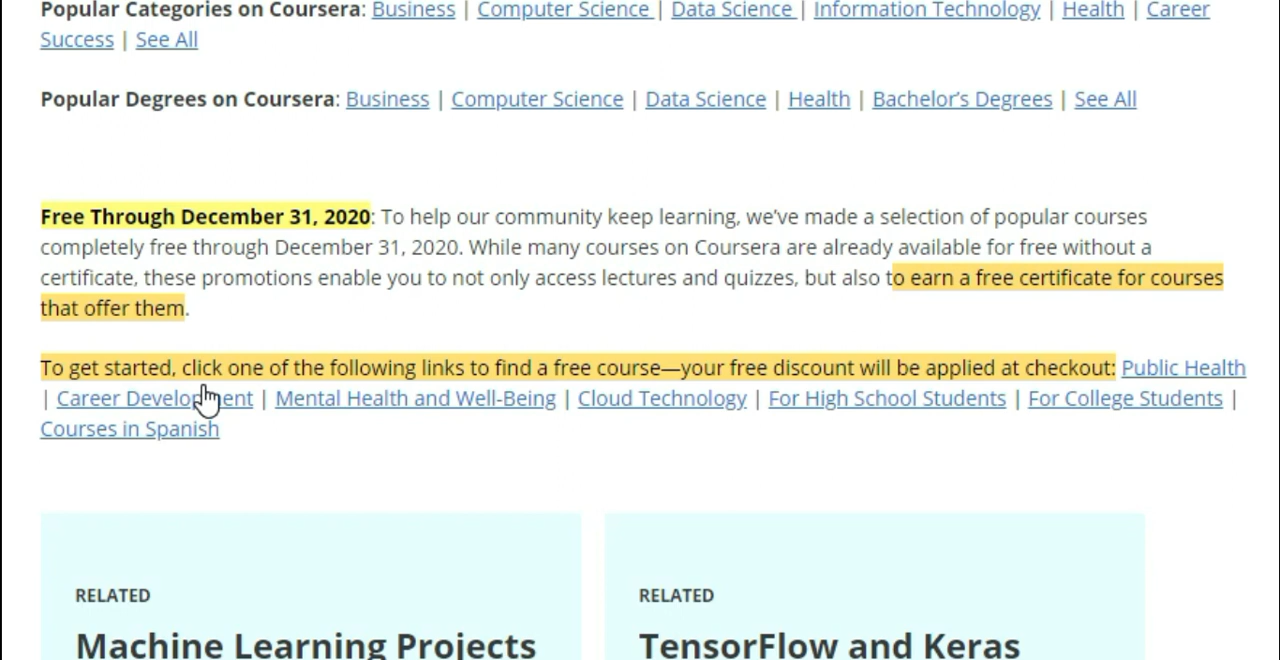 Popular Categories on Coursera: Business | Computer Science | Data Science | Information Technology | Health | Career
Success | See All
Popular Degrees on Coursera: Business | Computer Science | Data Science | Health | Bachelor's Degrees | See All
Free Through December 31, 2020: To help our community keep learning, we've made a selection of popular courses
completely free through December 31, 2020. While many courses on Coursera are already available for free without a
certificate, these promotions enable you to not only access lectures and quizzes, but also to earn a free certificate for courses
that offer them.
To get started, click one of the following links to find a free course—your free discount will be applied at checkout: Public Health
| Career Development | Mental Health and Well-Being | Cloud Technology | For High School Students | For College Students |
Courses in Spanish
RELATED
Machine Learning Projects
RELATED
TensorFlow and Keras